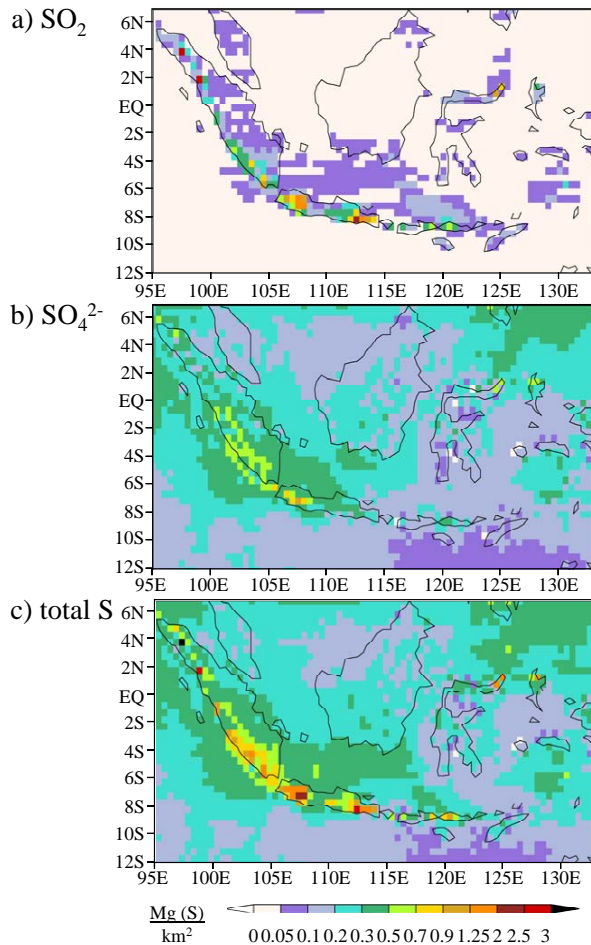 a) SO₂
6N
4N
2N
EQ
2S
4S
6S
8S
10S
12S
95E 100E 105E 110E 115E 120E 125E 130E
b) SO₄²⁻
6N
4N
2N
EQ
2S
4S
6S
8S
10S
12S
95E 100E 105E 110E 115E 120E 125E 130E
c) total S
6N
4N
2N
EQ
2S
4S
6S
8S
10S
12S
95E 100E 105E 110E 115E 120E 125E 130E
Mg (S)
km²
0 0.05 0.1 0.2 0.3 0.5 0.7 0.9 1.25 2 2.5 3